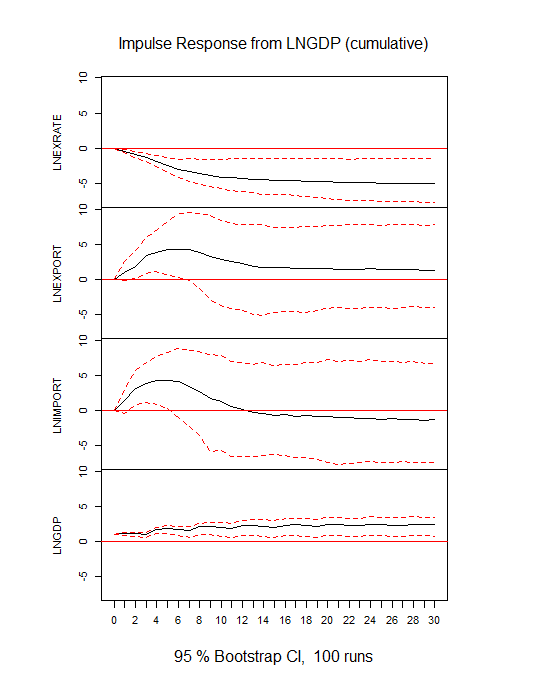 Impulse Response from LNGDP (cumulative)
LNEXRATE
10
5
0
-5
LNEXPORT
10
5
0
-5
LNIMPORT
10
5
0
-5
LNGDP
10
5
0
-5
0 2 4 6 8 10 12 14 16 18 20 22 24 26 28 30
95 % Bootstrap CI, 100 runs